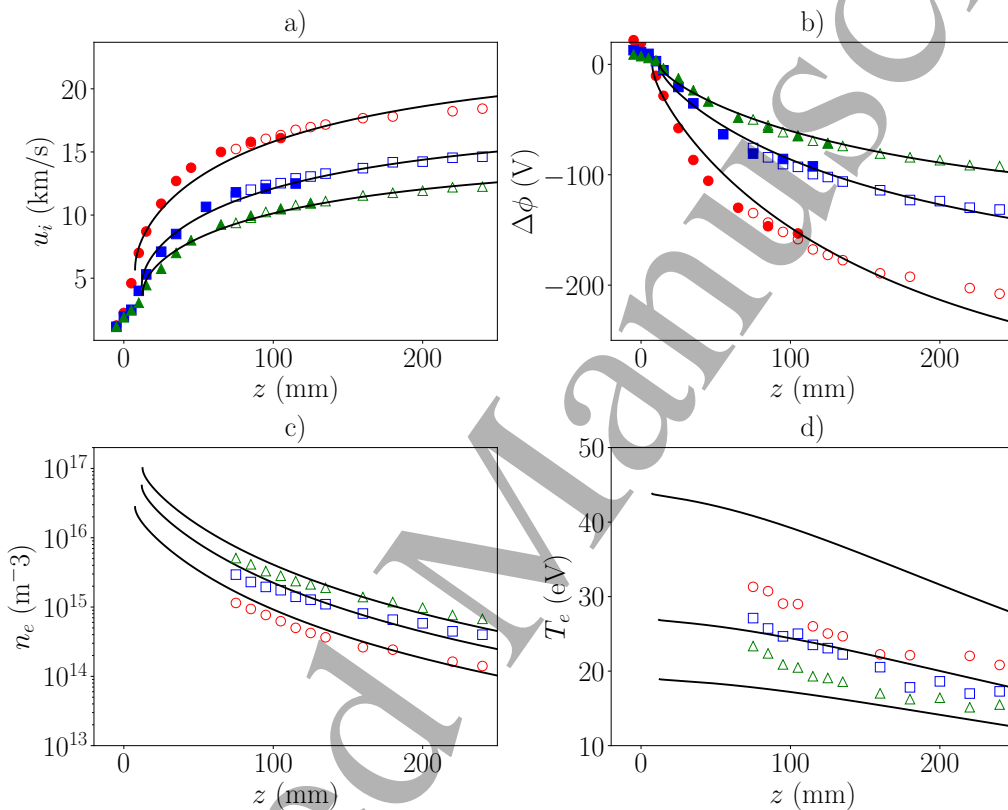 a)
20
15
10
5
u_i (km/s)
0 100 200
z (mm)
b)
0
−100
−200
Δϕ (V)
0 100 200
z (mm)
c)
10^17
10^16
10^15
10^14
10^13
n_e (m−3)
0 100 200
z (mm)
d)
50
40
30
20
10
T_e (eV)
0 100 200
z (mm)
d Manusc